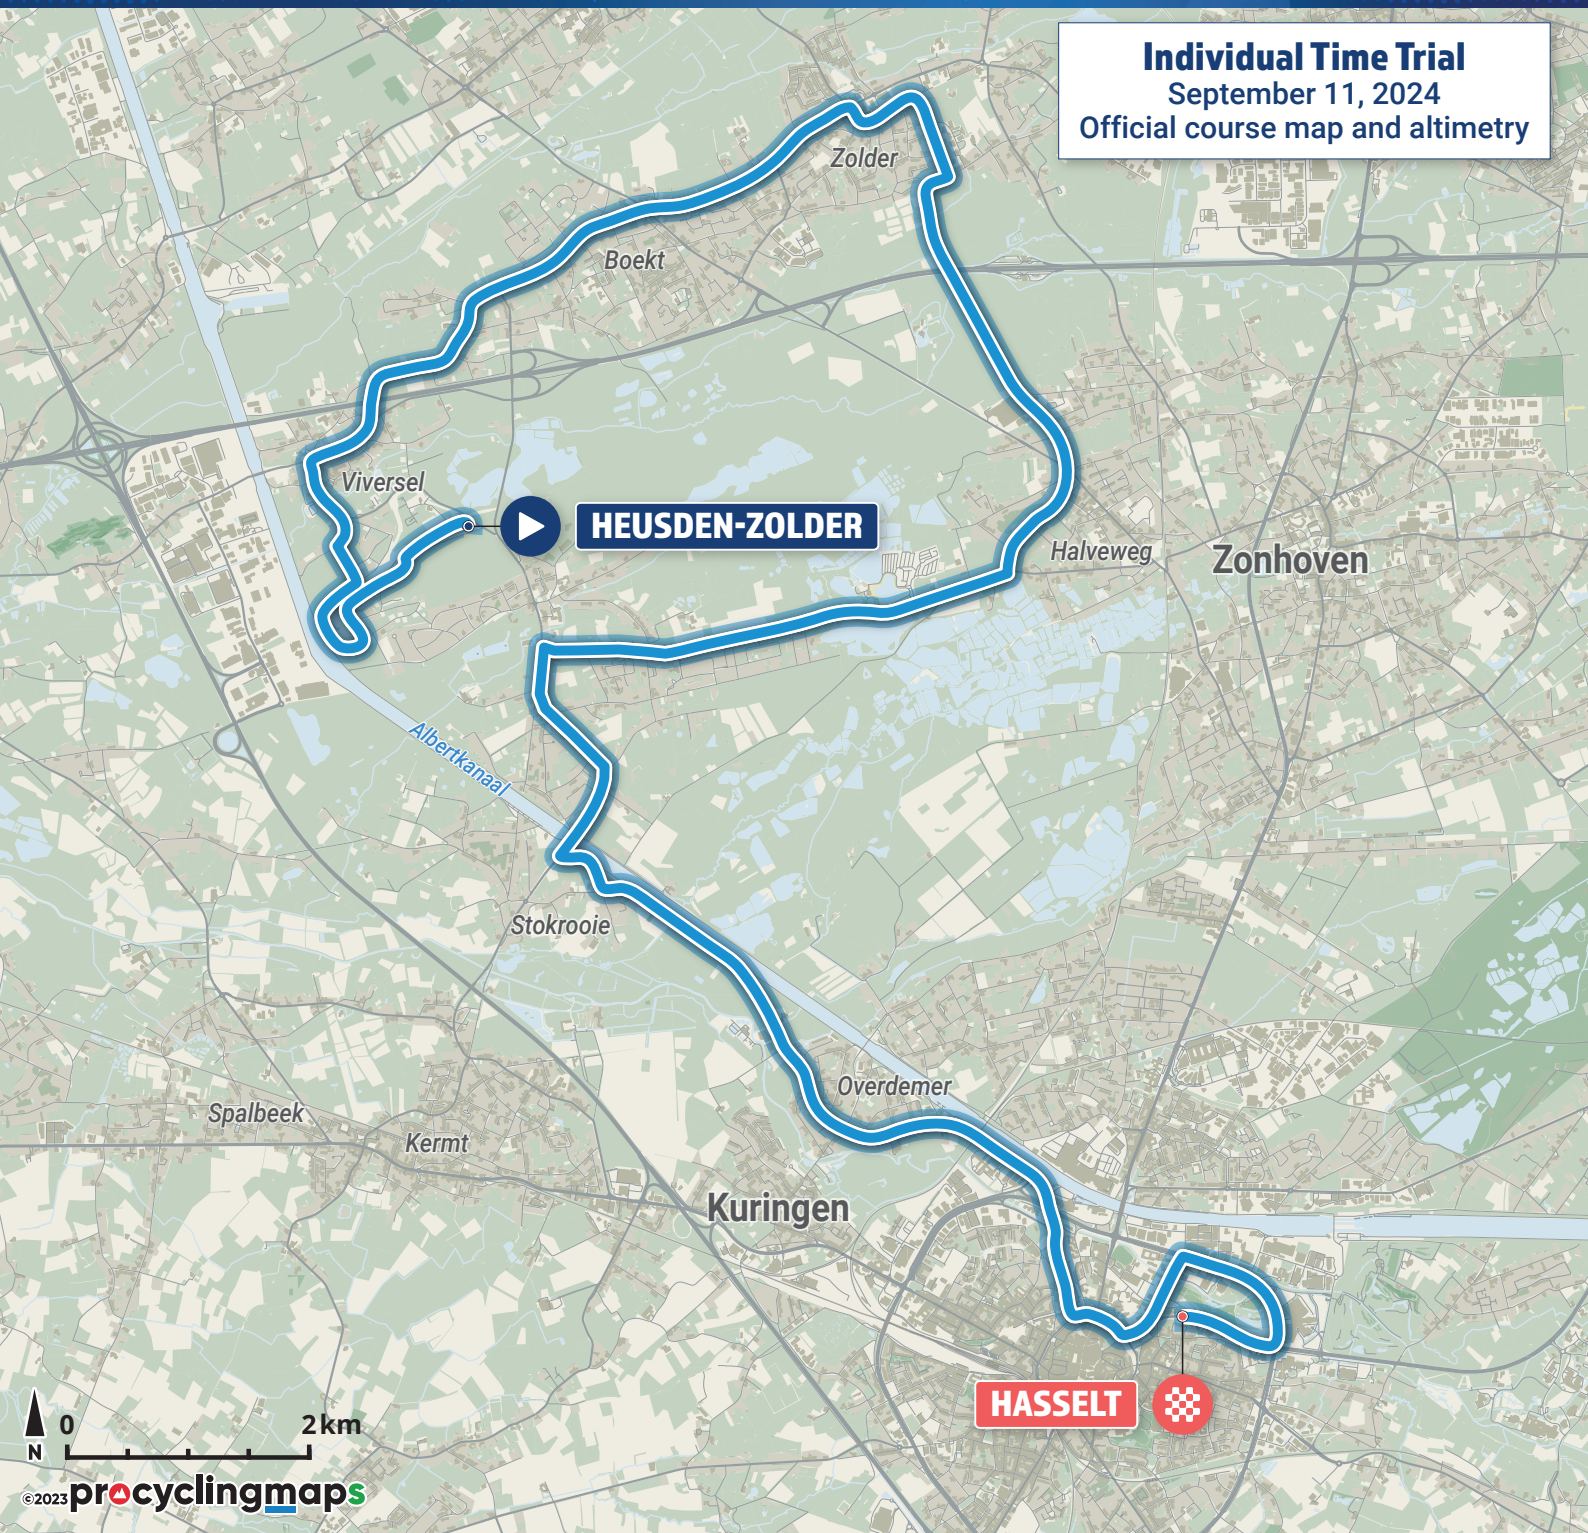 Individual Time Trial
September 11, 2024
Official course map and altimetry
Zolder
Boekt
Viversel
HEUSDEN-ZOLDER
Halveweg
Zonhoven
Albertkanaal
Stokrooie
Overdemer
Spalbeek
Kermt
Kuringen
HASSELT
0 2 km
N
©2023 procyclingmaps